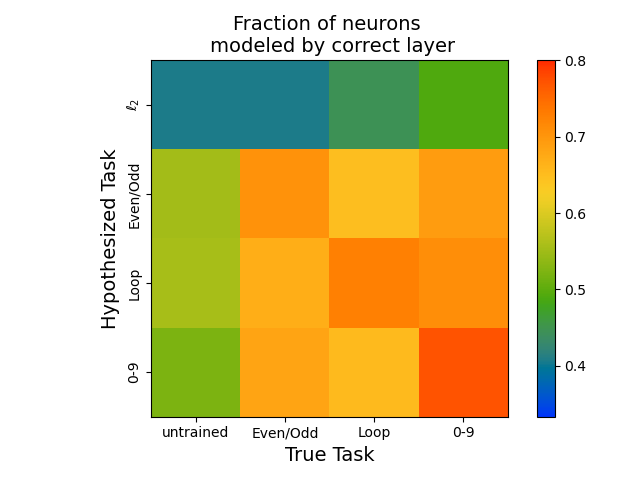 Fraction of neurons
modeled by correct layer
ℓ₂
Even/Odd
Loop
0-9
Hypothesized Task
untrained
Even/Odd
Loop
0-9
True Task
0.8
0.7
0.6
0.5
0.4